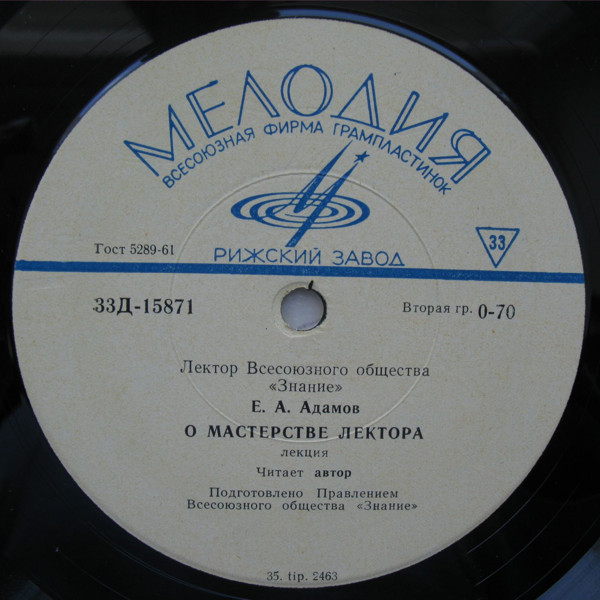 МЕЛОДИЯ
ВСЕСОЮЗНАЯ ФИРМА ГРАМПЛАСТИНОК
РИЖСКИЙ ЗАВОД
Гост 5289-61
33
33Д-15871
Вторая гр. 0-70
Лектор Всесоюзного общества
«Знание»
Е. А. Адамов
О МАСТЕРСТВЕ ЛЕКТОРА
лекция
Читает автор
Подготовлено Правлением
Всесоюзного общества «Знание»
35. tip. 2463